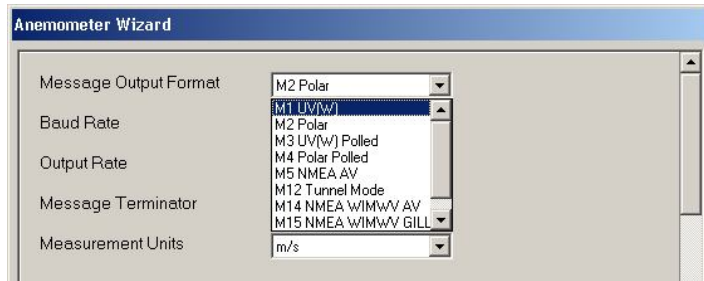 Anemometer Wizard
Message Output Format
M2 Polar
M1 UV(W)
M2 Polar
Baud Rate
M3 UV(W) Polled
M4 Polar Polled
Output Rate
M5 NMEA AV
M12 Tunnel Mode
Message Terminator
M14 NMEA WIMWV AV
M15 NMEA WIMWV GILL
Measurement Units
m/s